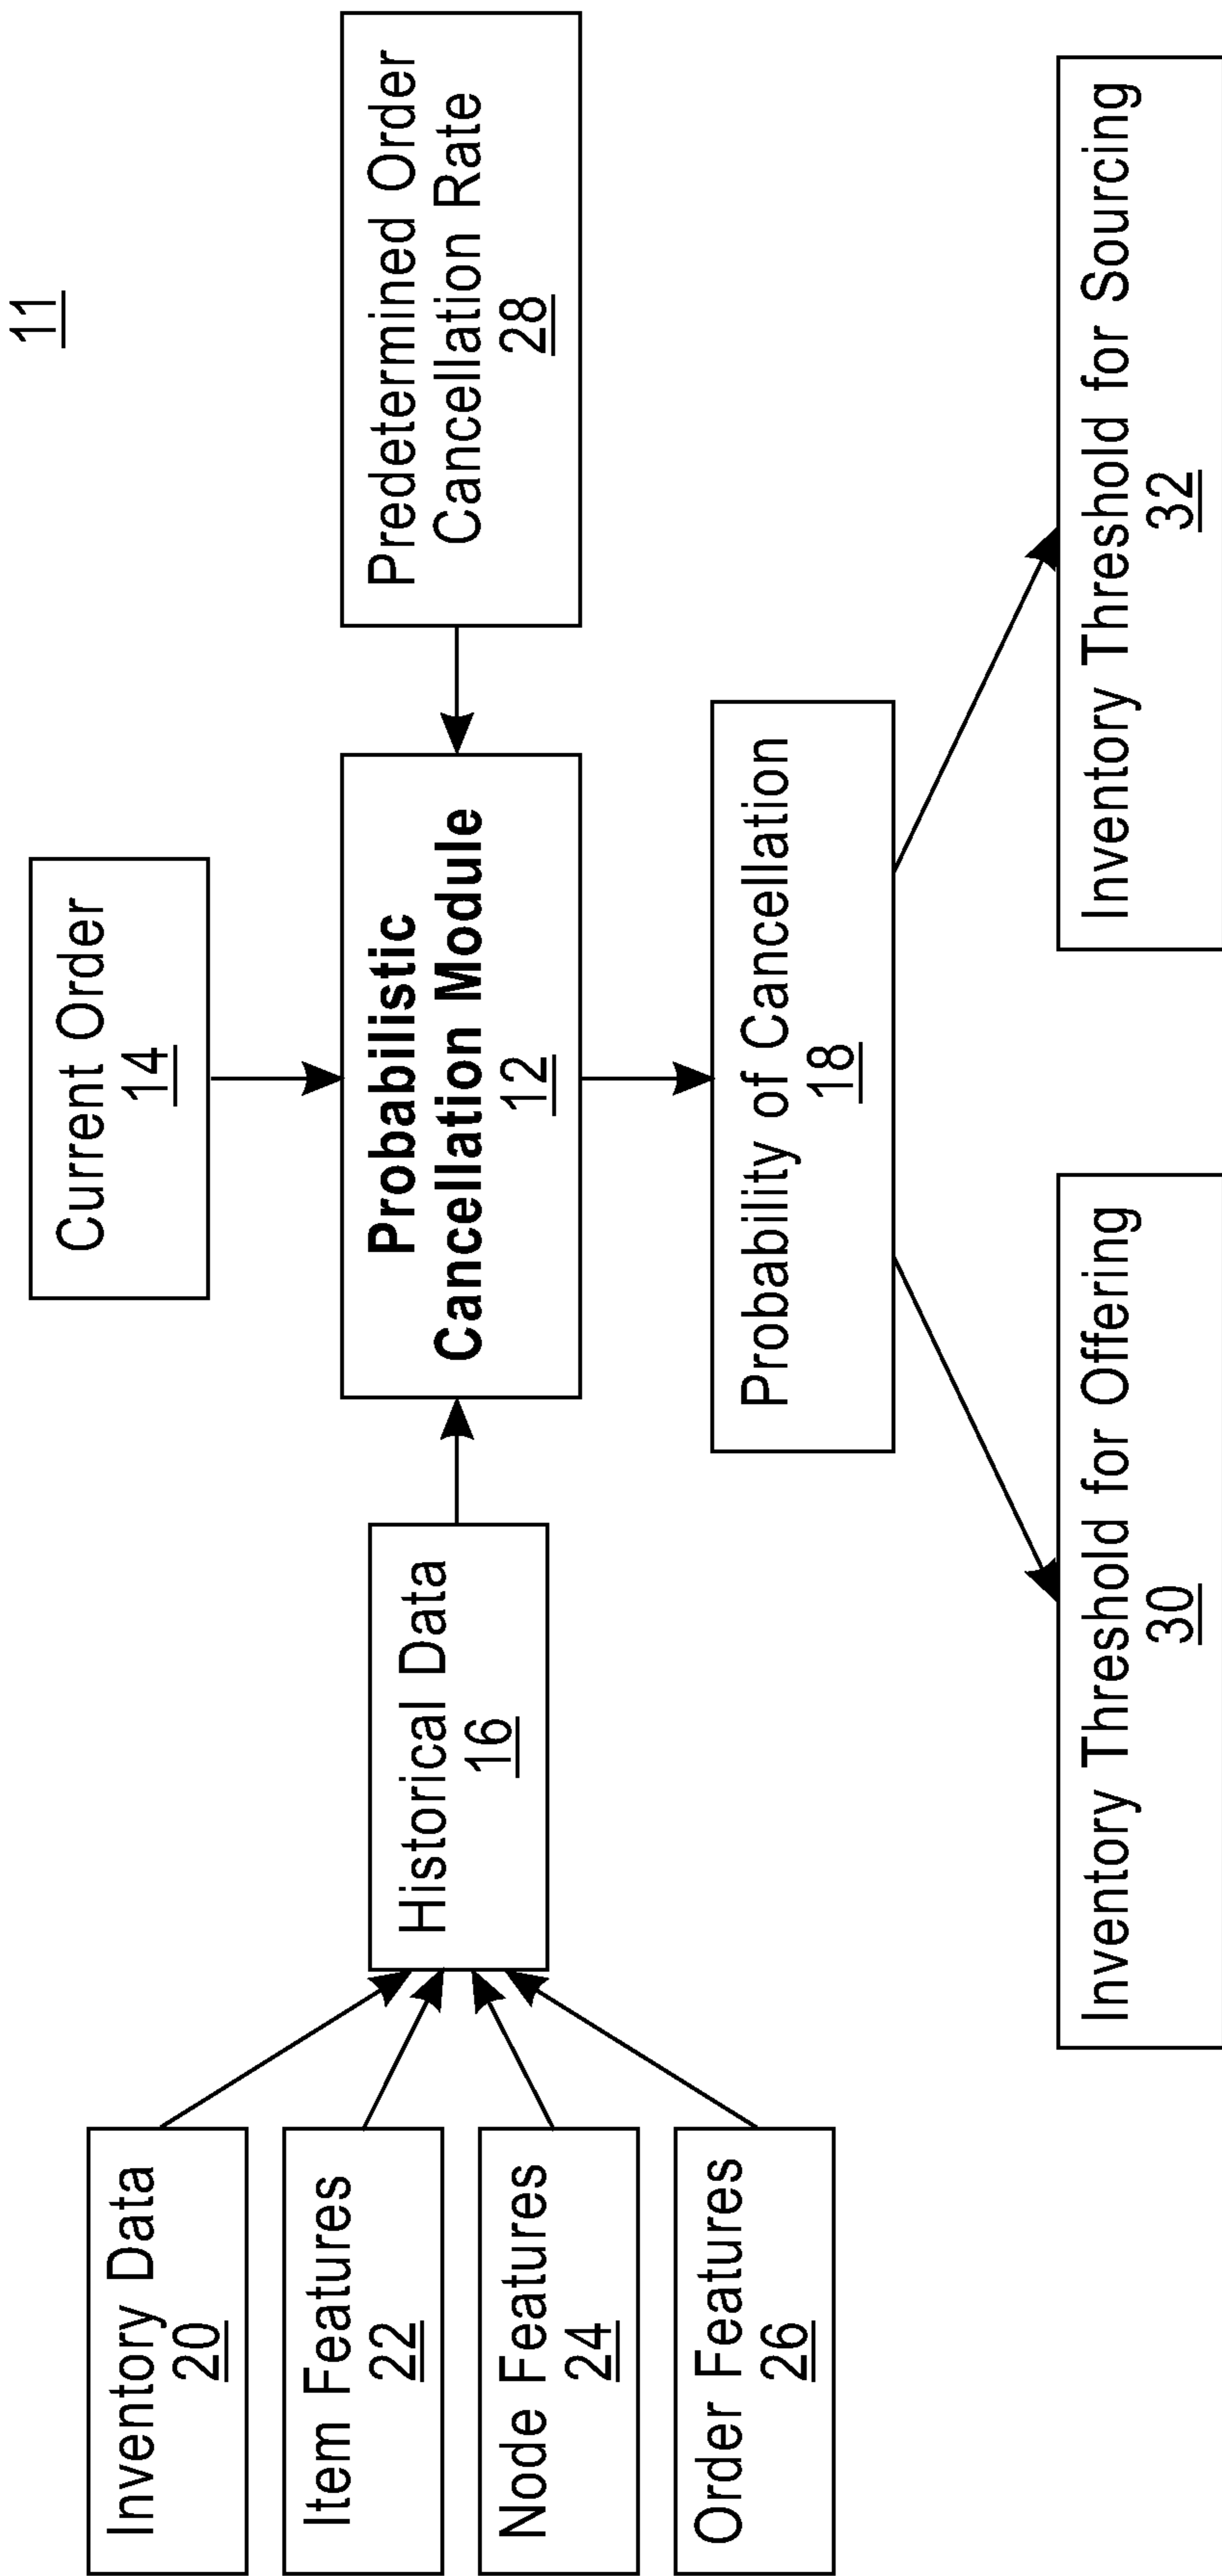 11
Current Order
14
Inventory Data
20
Item Features
22
Node Features
24
Order Features
26
Historical Data
16
Probabilistic
Cancellation Module
12
Predetermined Order
Cancellation Rate
28
Probability of Cancellation
18
Inventory Threshold for Offering
30
Inventory Threshold for Sourcing
32